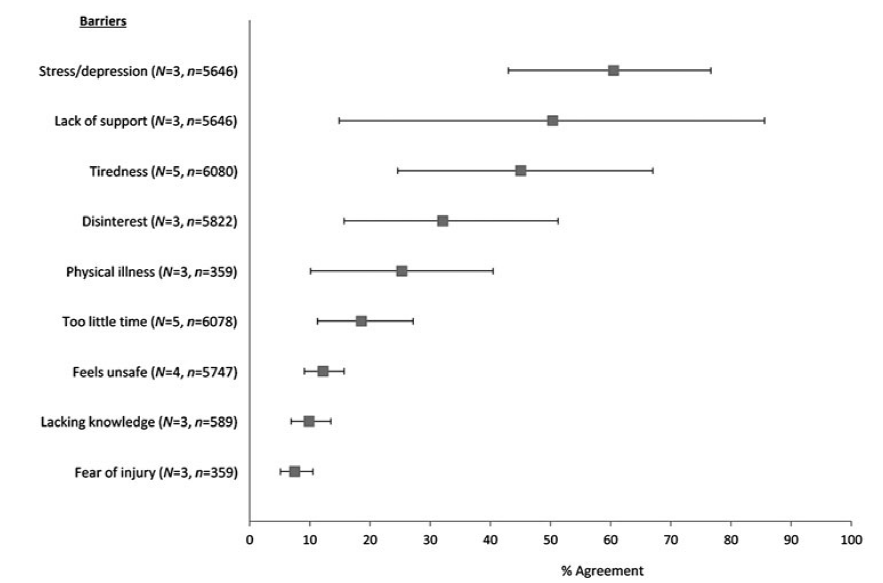 Barriers
Stress/depression (N=3, n=5646)
Lack of support (N=3, n=5646)
Tiredness (N=5, n=6080)
Disinterest (N=3, n=5822)
Physical illness (N=3, n=359)
Too little time (N=5, n=6078)
Feels unsafe (N=4, n=5747)
Lacking knowledge (N=3, n=589)
Fear of injury (N=3, n=359)
0 10 20 30 40 50 60 70 80 90 100
% Agreement